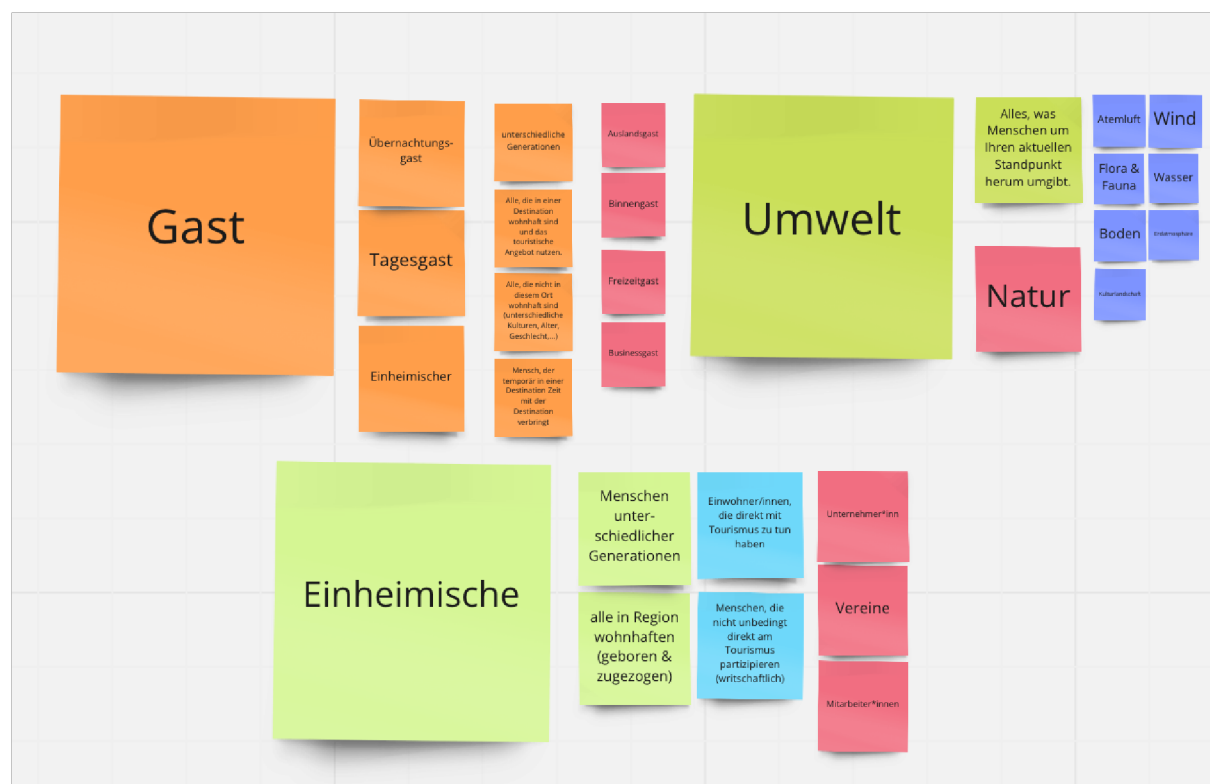 Gast
Übernachtungs-
gast
Tagesgast
Einheimischer
unterschiedliche
Generationen
Alle, die in einer
Destination
wohnhaft sind
und das
touristische
Angebot nutzen.
Alle, die nicht in
diesem Ort
wohnhaft sind
(unterschiedliche
Kulturen, Alter,
Geschlecht,...)
Mensch, der
temporär in einer
Destination Zeit
mit der
Destination
verbringt
Auslandsgast
Binnengast
Freizeitgast
Businessgast
Umwelt
Alles, was
Menschen um
Ihren aktuellen
Standpunkt
herum umgibt.
Natur
Atemluft
Wind
Flora &
Fauna
Wasser
Boden
Kulturlandschaft
Einheimische
Menschen
unter-
schiedlicher
Generationen
alle in Region
wohnhaften
(geboren &
zugezogen)
Einwohner/innen,
die direkt mit
Tourismus zu tun
haben
Menschen, die
nicht unbedingt
direkt am
Tourismus
partizipieren
(writschaftlich)
Unternehmer*inn
Vereine
Mitarbeiter*innen